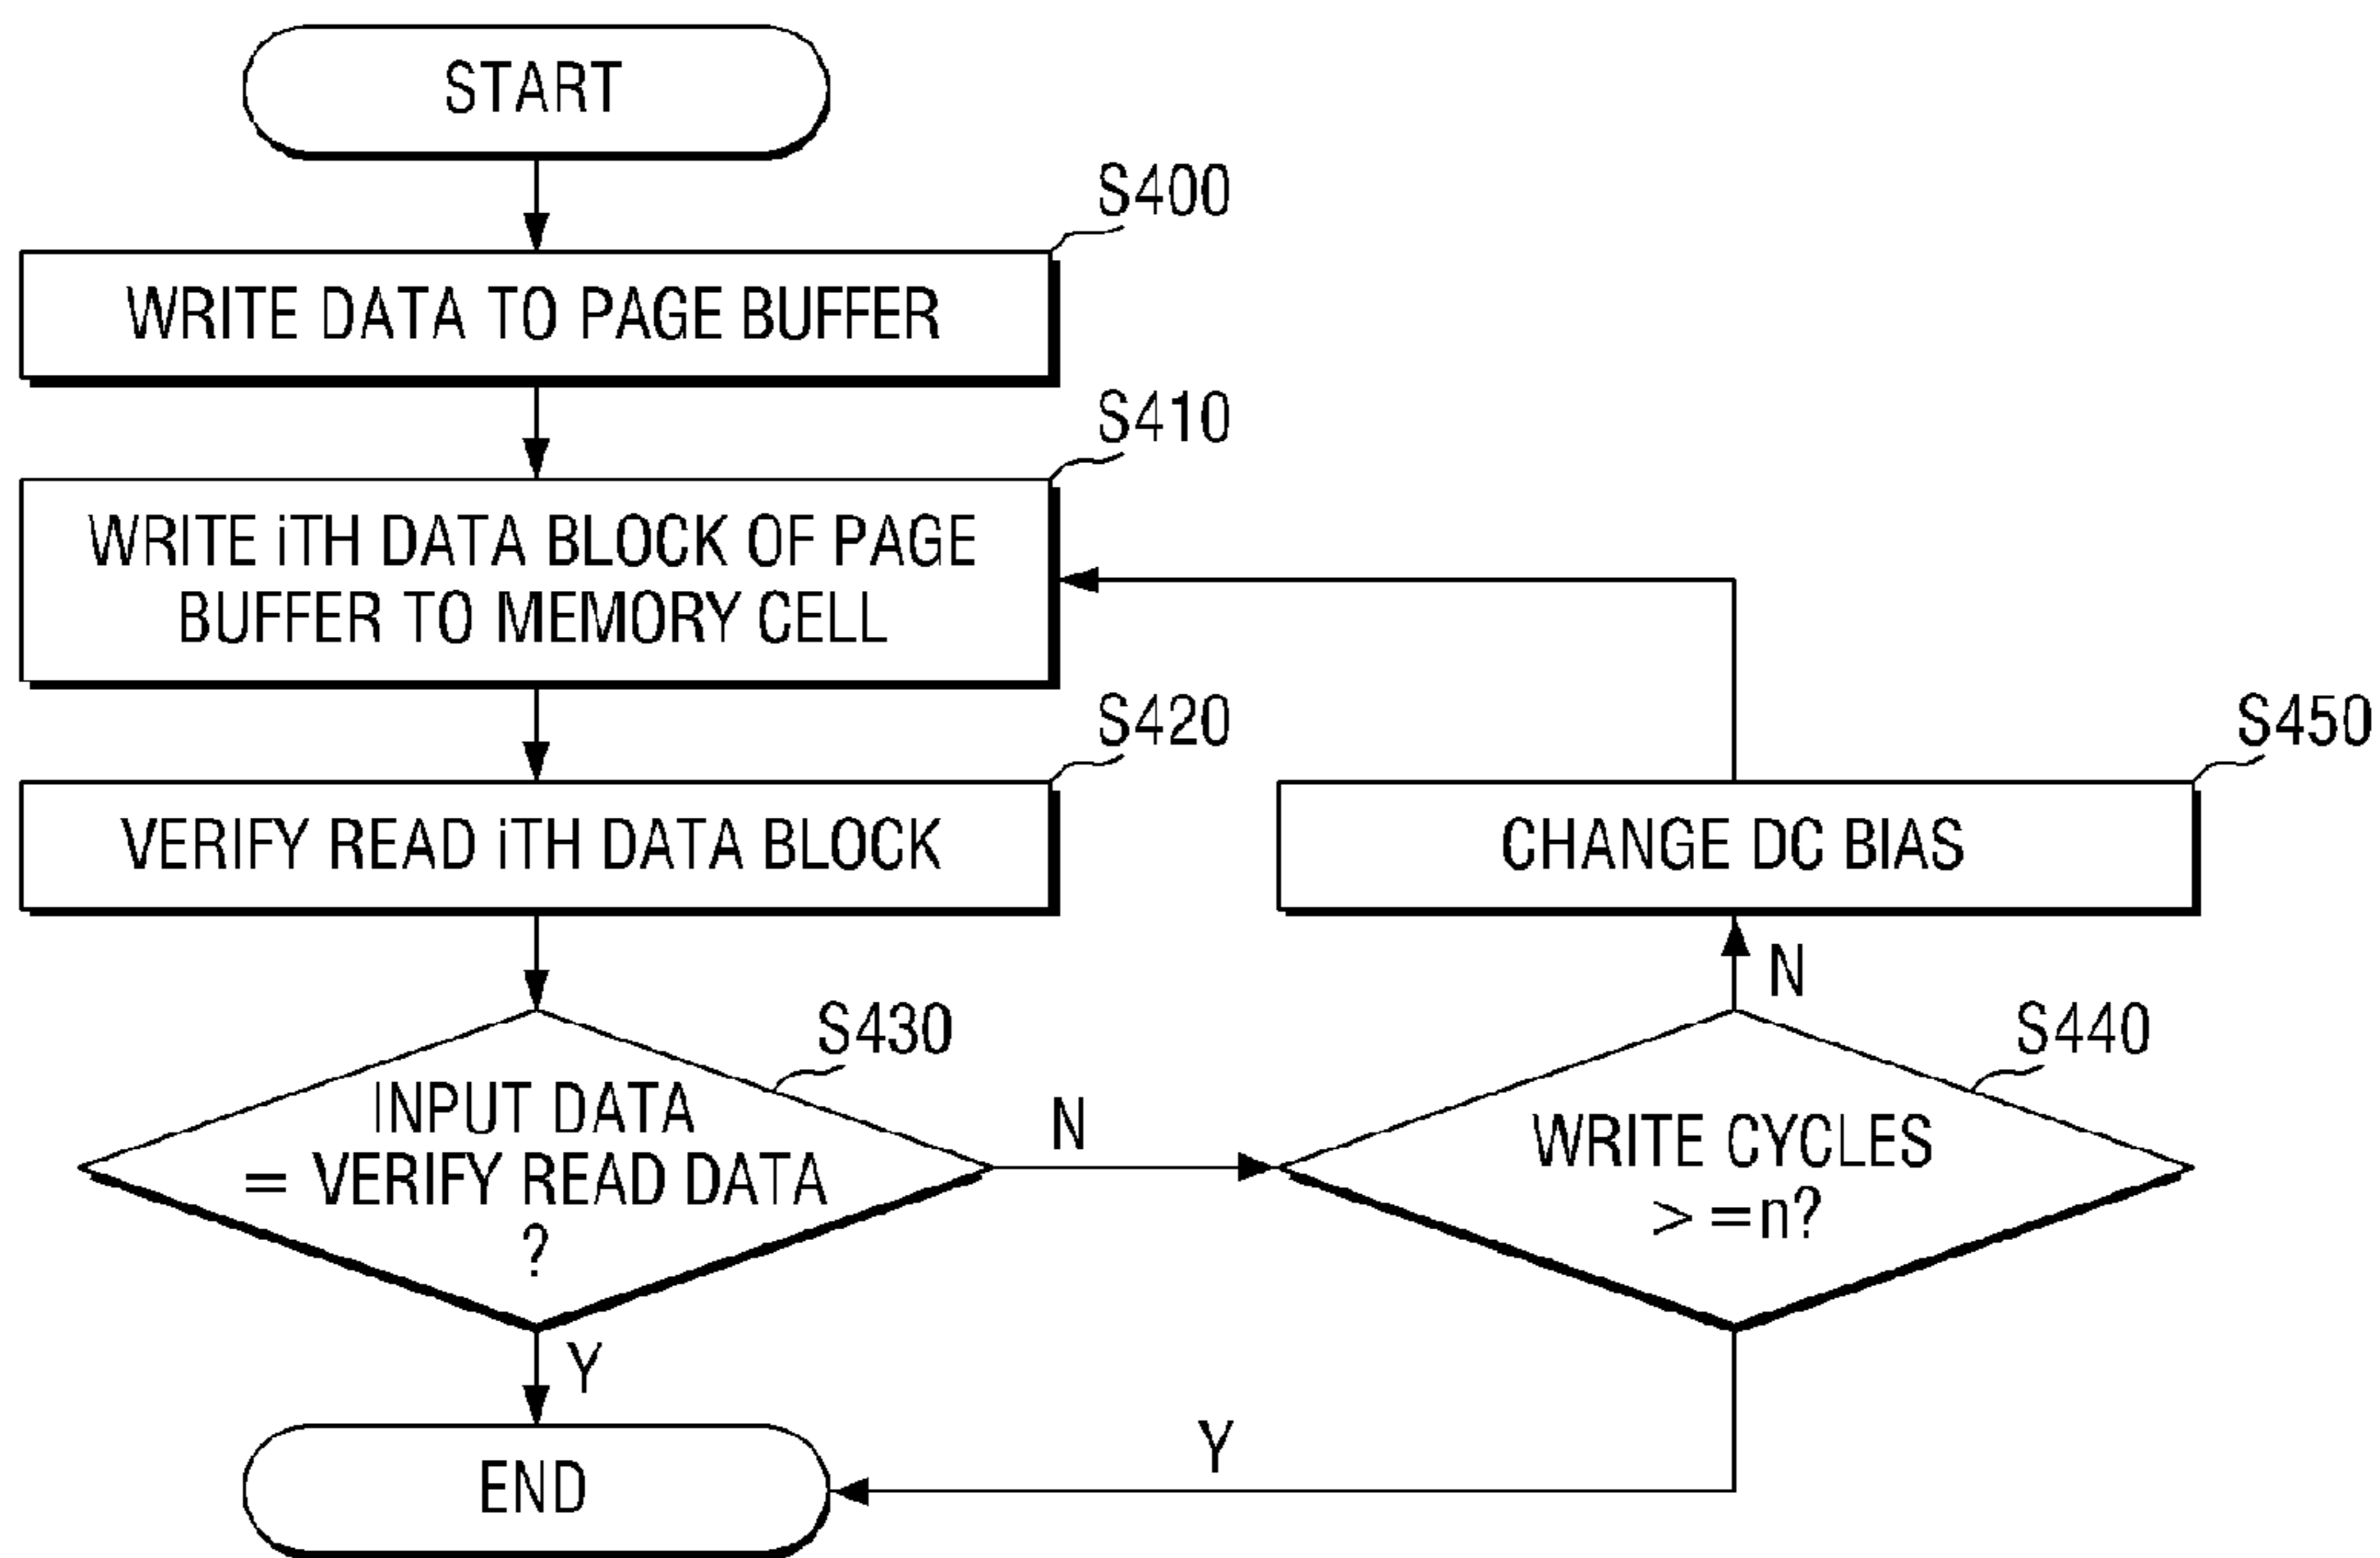 START
S400
WRITE DATA TO PAGE BUFFER
S410
WRITE iTH DATA BLOCK OF PAGE
BUFFER TO MEMORY CELL
S420
VERIFY READ iTH DATA BLOCK
S450
CHANGE DC BIAS
N
S430
INPUT DATA
= VERIFY READ DATA
?
N
S440
WRITE CYCLES
>=n?
Y
Y
END